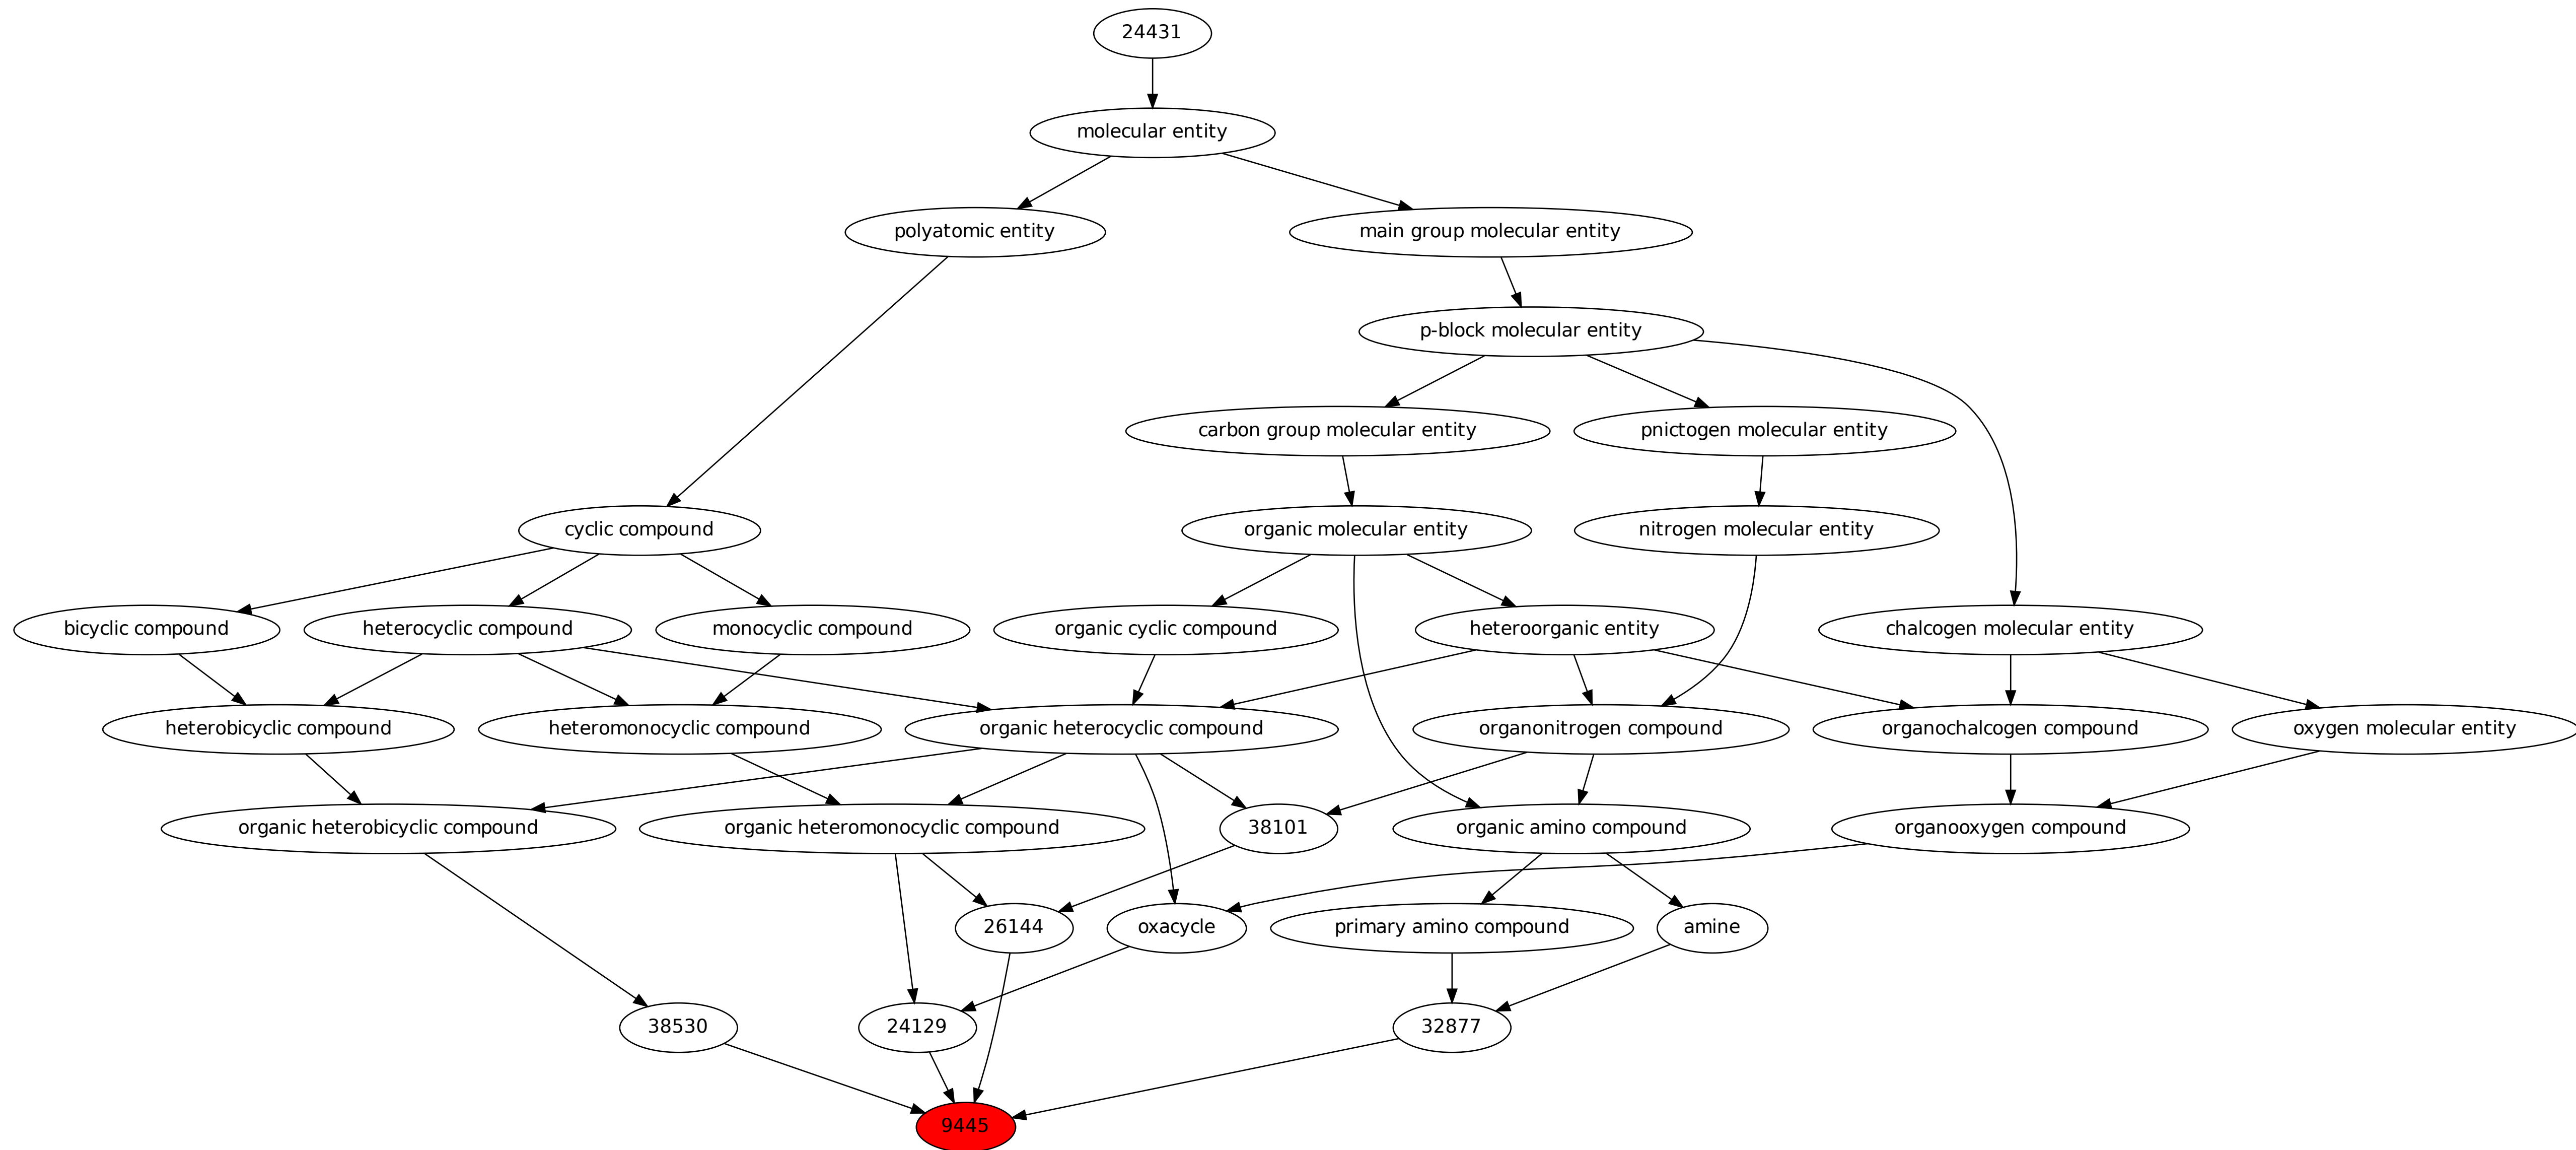 24431
molecular entity
polyatomic entity
main group molecular entity
p-block molecular entity
carbon group molecular entity
pnictogen molecular entity
cyclic compound
organic molecular entity
nitrogen molecular entity
bicyclic compound
heterocyclic compound
monocyclic compound
organic cyclic compound
heteroorganic entity
chalcogen molecular entity
heterobicyclic compound
heteromonocyclic compound
organic heterocyclic compound
organonitrogen compound
organochalcogen compound
oxygen molecular entity
organic heterobicyclic compound
organic heteromonocyclic compound
38101
organic amino compound
organooxygen compound
26144
oxacycle
primary amino compound
amine
38530
24129
32877
9445